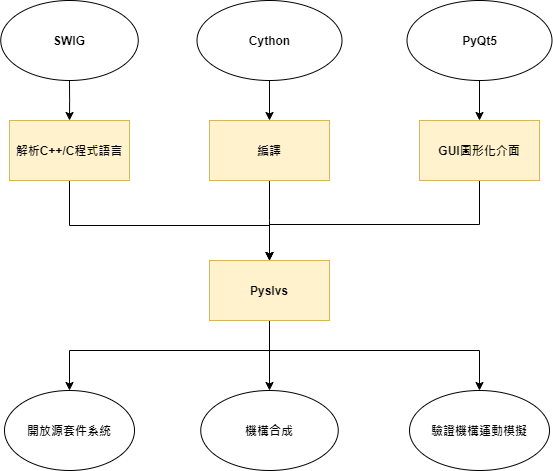 SWIG
Cython
PyQt5
解析C++/C程式語言
編譯
GUI圖形化介面
Pyslvs
開放源套件系統
機構合成
驗證機構運動模擬